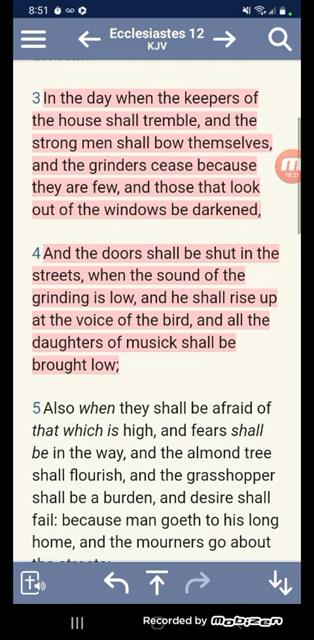 8:51
Ecclesiastes 12
KJV
3 In the day when the keepers of
the house shall tremble, and the
strong men shall bow themselves,
and the grinders cease because
they are few, and those that look
out of the windows be darkened,
4 And the doors shall be shut in the
streets, when the sound of the
grinding is low, and he shall rise up
at the voice of the bird, and all the
daughters of musick shall be
brought low;
5 Also when they shall be afraid of
that which is high, and fears shall
be in the way, and the almond tree
shall flourish, and the grasshopper
shall be a burden, and desire shall
fail: because man goeth to his long
home, and the mourners go about
Recorded by mobizen